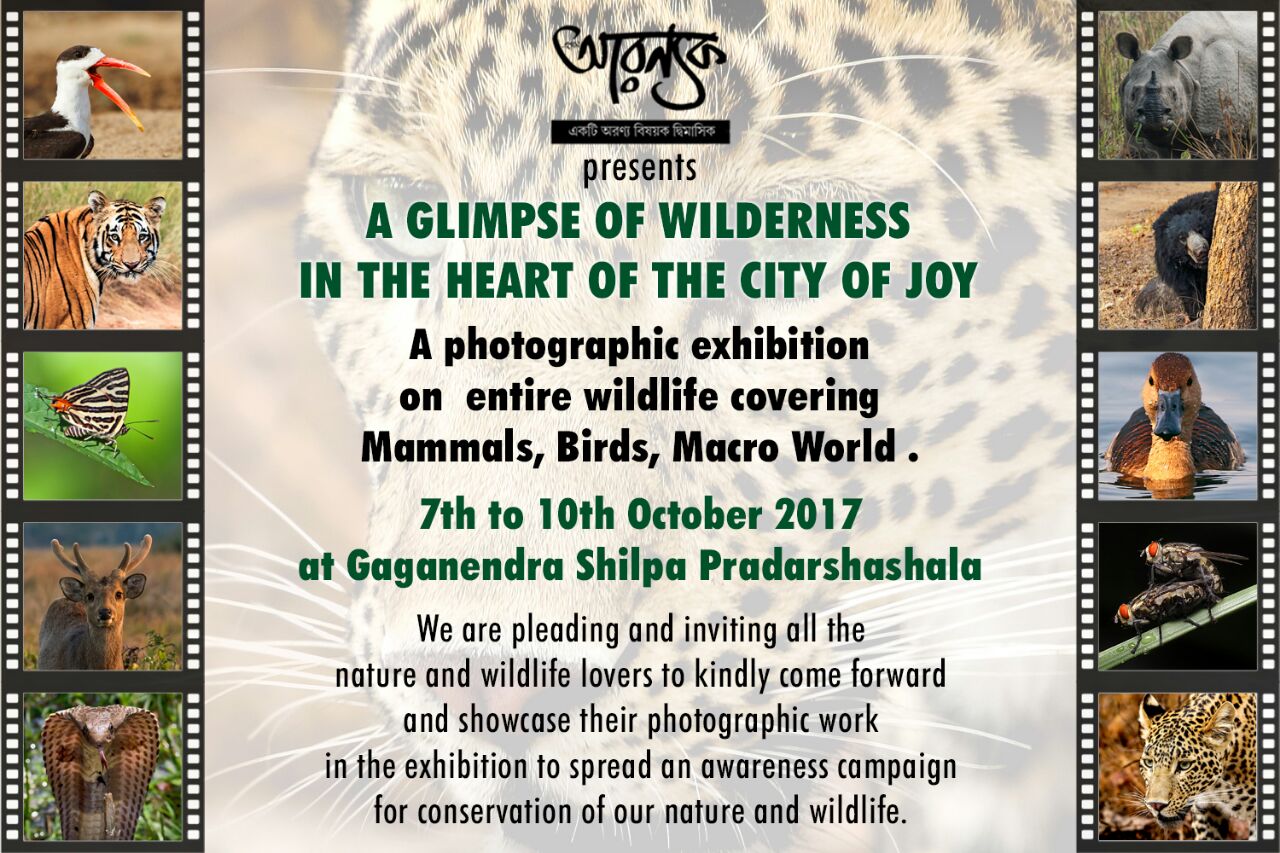 আরণ্যক
একটি অরণ্য বিষয়ক দ্বিমাসিক
presents
A GLIMPSE OF WILDERNESS
IN THE HEART OF THE CITY OF JOY
A photographic exhibition
on entire wildlife covering
Mammals, Birds, Macro World .
7th to 10th October 2017
at Gaganendra Shilpa Pradarshashala
We are pleading and inviting all the
nature and wildlife lovers to kindly come forward
and showcase their photographic work
in the exhibition to spread an awareness campaign
for conservation of our nature and wildlife.